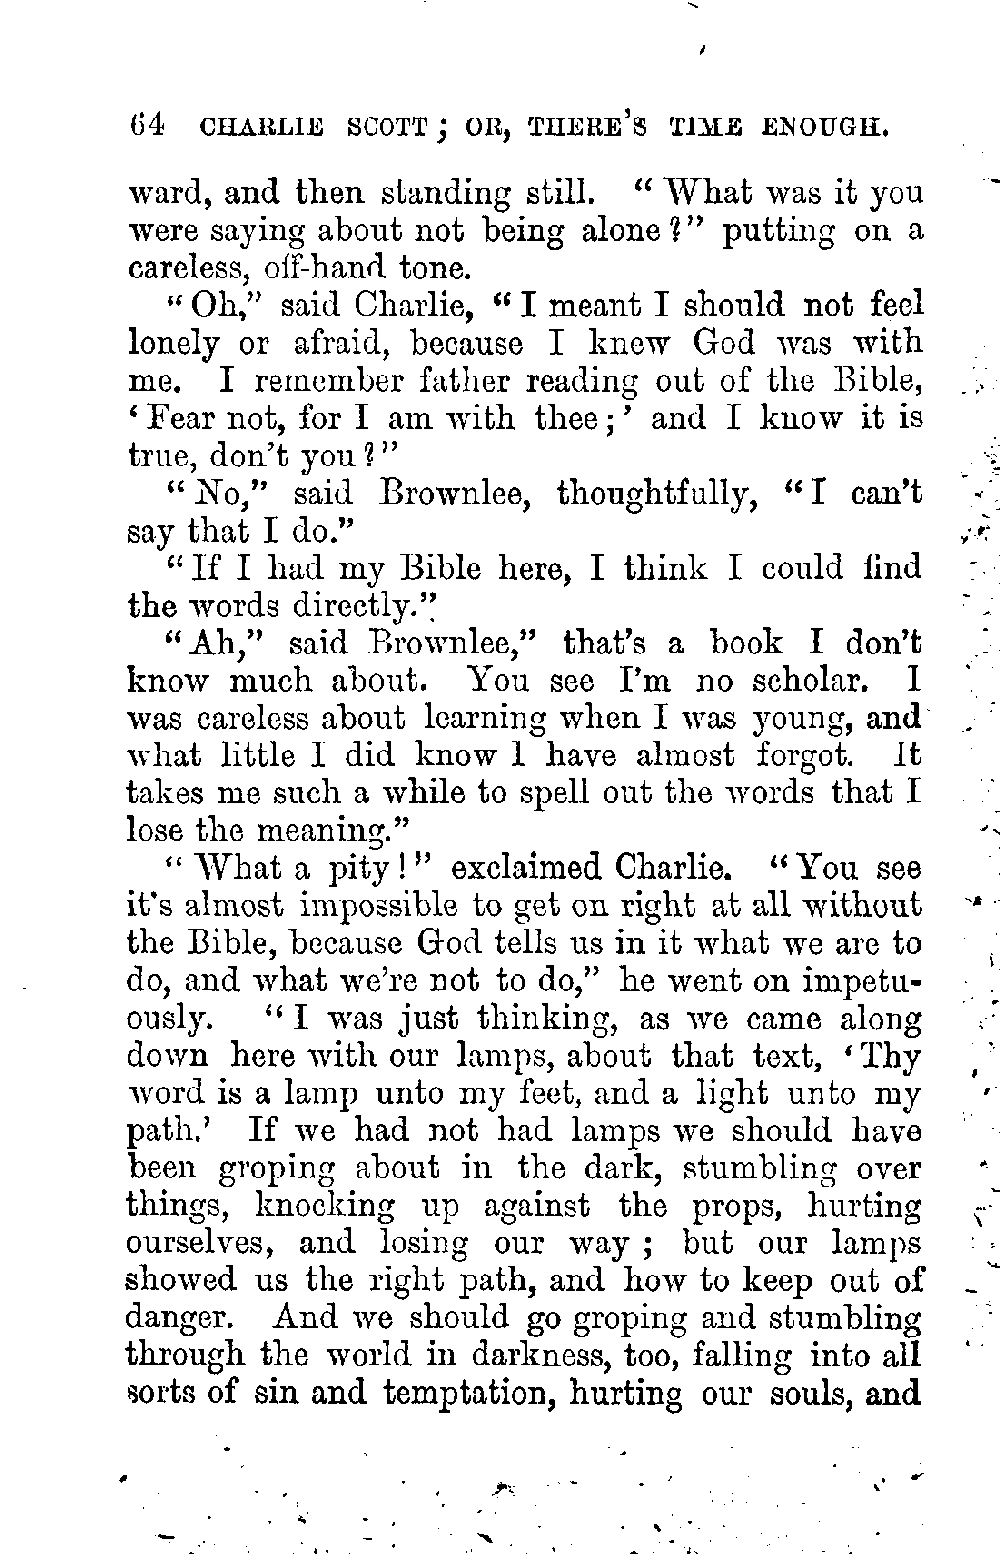 64 CHARLIE SCOTT; OR, THERE'S TIME ENOUGH.
ward, and then standing still. "What was it you
were saying about not being alone?" putting on a
careless, off-hand tone.
"Oh," said Charlie, "I meant I should not feel
lonely or afraid, because I knew God was with
me. I remember father reading out of the Bible,
'Fear not, for I am with thee;' and I know it is
true, don't you?"
"No," said Brownlee, thoughtfully, "I can't
say that I do."
"If I had my Bible here, I think I could find
the words directly."
"Ah," said Brownlee," that's a book I don't
know much about. You see I'm no scholar. I
was careless about learning when I was young, and
what little I did know I have almost forgot. It
takes me such a while to spell out the words that I
lose the meaning."
"What a pity!" exclaimed Charlie. "You see
it's almost impossible to get on right at all without
the Bible, because God tells us in it what we are to
do, and what we're not to do," he went on impetu-
ously. "I was just thinking, as we came along
down here with our lamps, about that text, 'Thy
word is a lamp unto my feet, and a light unto my
path.' If we had not had lamps we should have
been groping about in the dark, stumbling over
things, knocking up against the props, hurting
ourselves, and losing our way; but our lamps
showed us the right path, and how to keep out of
danger. And we should go groping and stumbling
through the world in darkness, too, falling into all
sorts of sin and temptation, hurting our souls, and